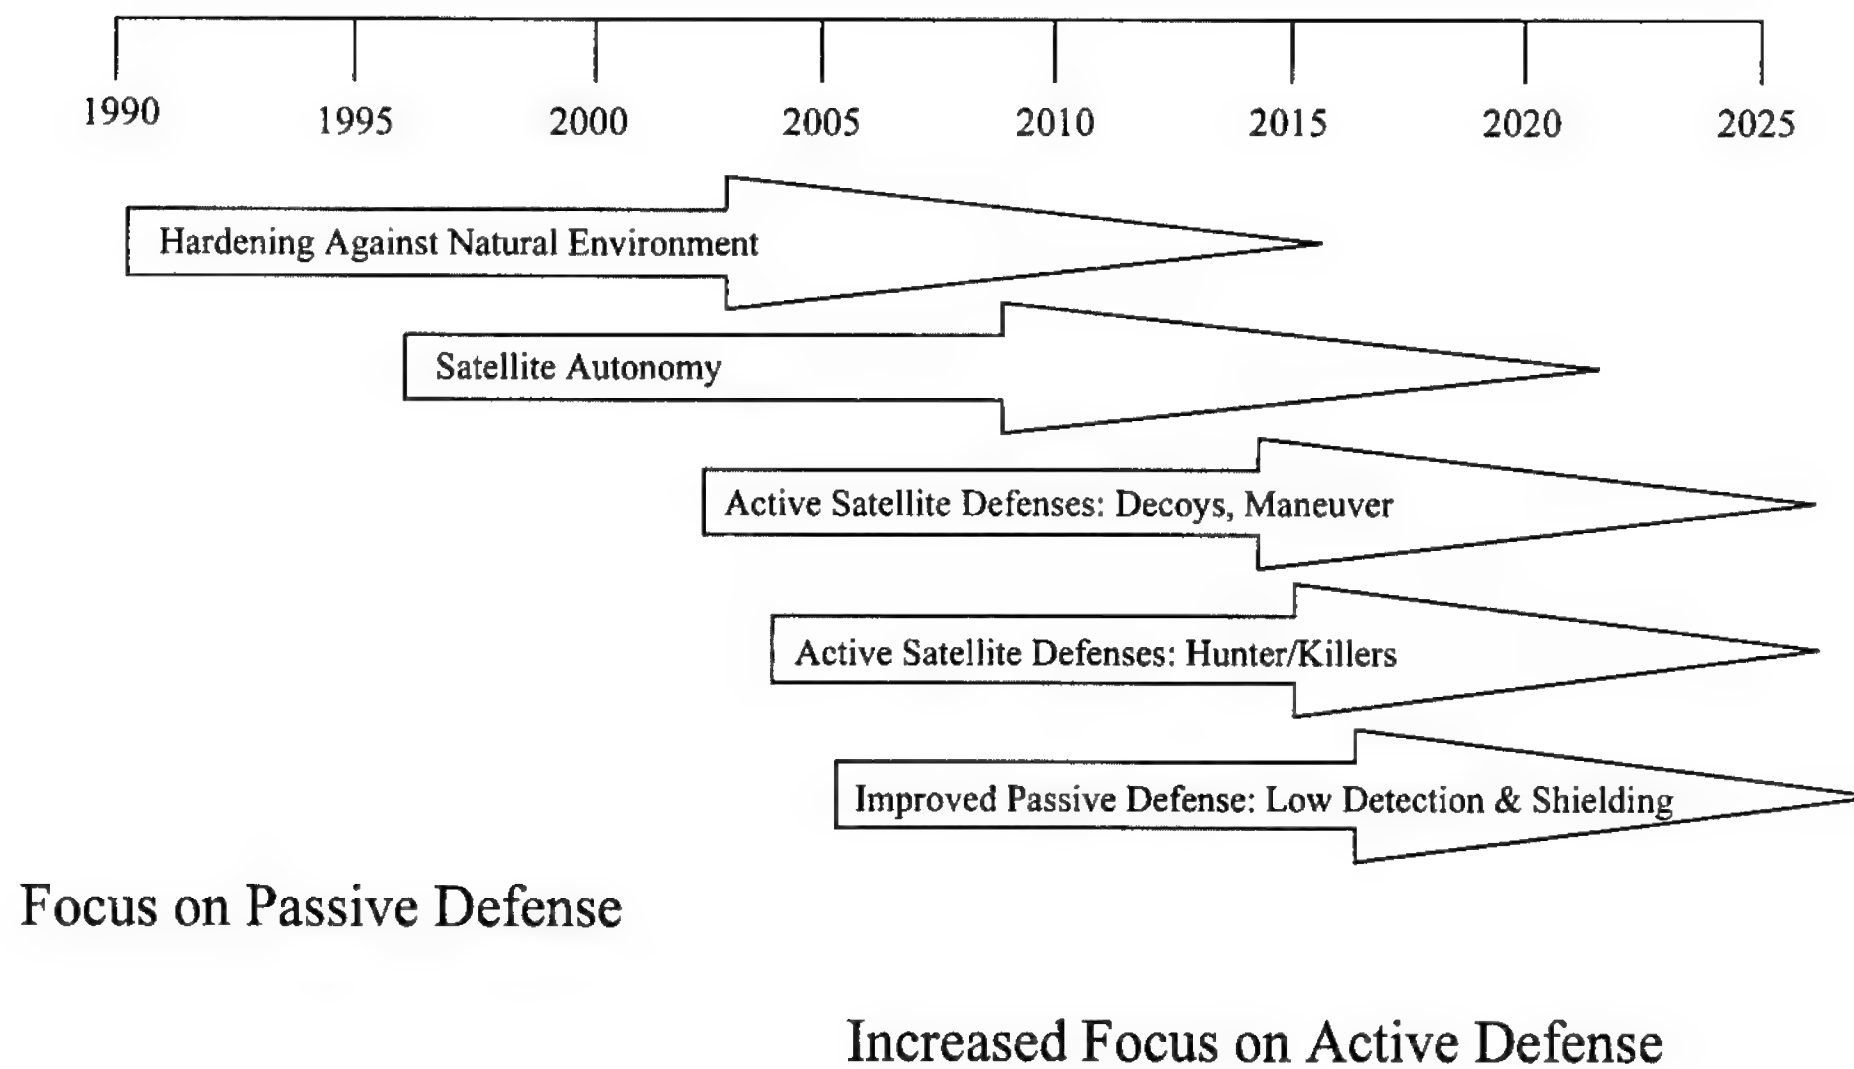 1990 1995 2000 2005 2010 2015 2020 2025
Hardening Against Natural Environment
Satellite Autonomy
Active Satellite Defenses: Decoys, Maneuver
Active Satellite Defenses: Hunter/Killers
Improved Passive Defense: Low Detection & Shielding
Focus on Passive Defense
Increased Focus on Active Defense